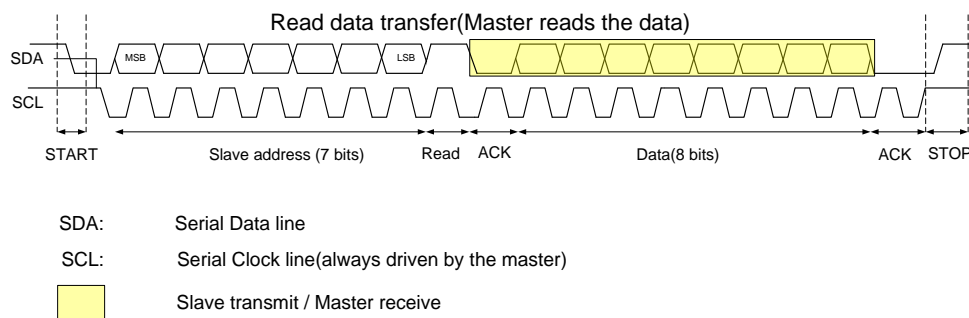 Read data transfer(Master reads the data)
SDA
MSB
LSB
SCL
START
Slave address (7 bits)
Read
ACK
Data(8 bits)
ACK
STOP
SDA: Serial Data line
SCL: Serial Clock line(always driven by the master)
Slave transmit / Master receive